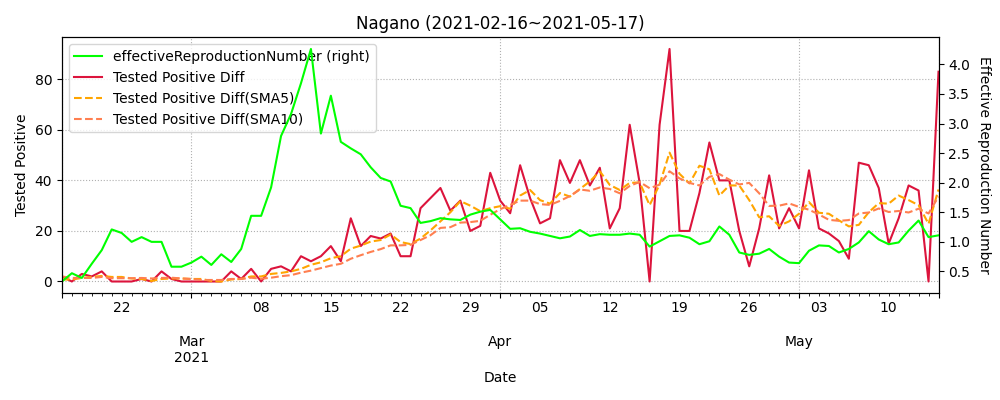 Nagano (2021-02-16~2021-05-17)
effectiveReproductionNumber (right)
Tested Positive Diff
Tested Positive Diff(SMA5)
Tested Positive Diff(SMA10)
Tested Positive
80
60
40
20
0
4.0
3.5
3.0
2.5
2.0
1.5
1.0
0.5
Effective Reproduction Number
22 08 15 22 29 05 12 19 26 03 10
Mar Apr May
2021
Date